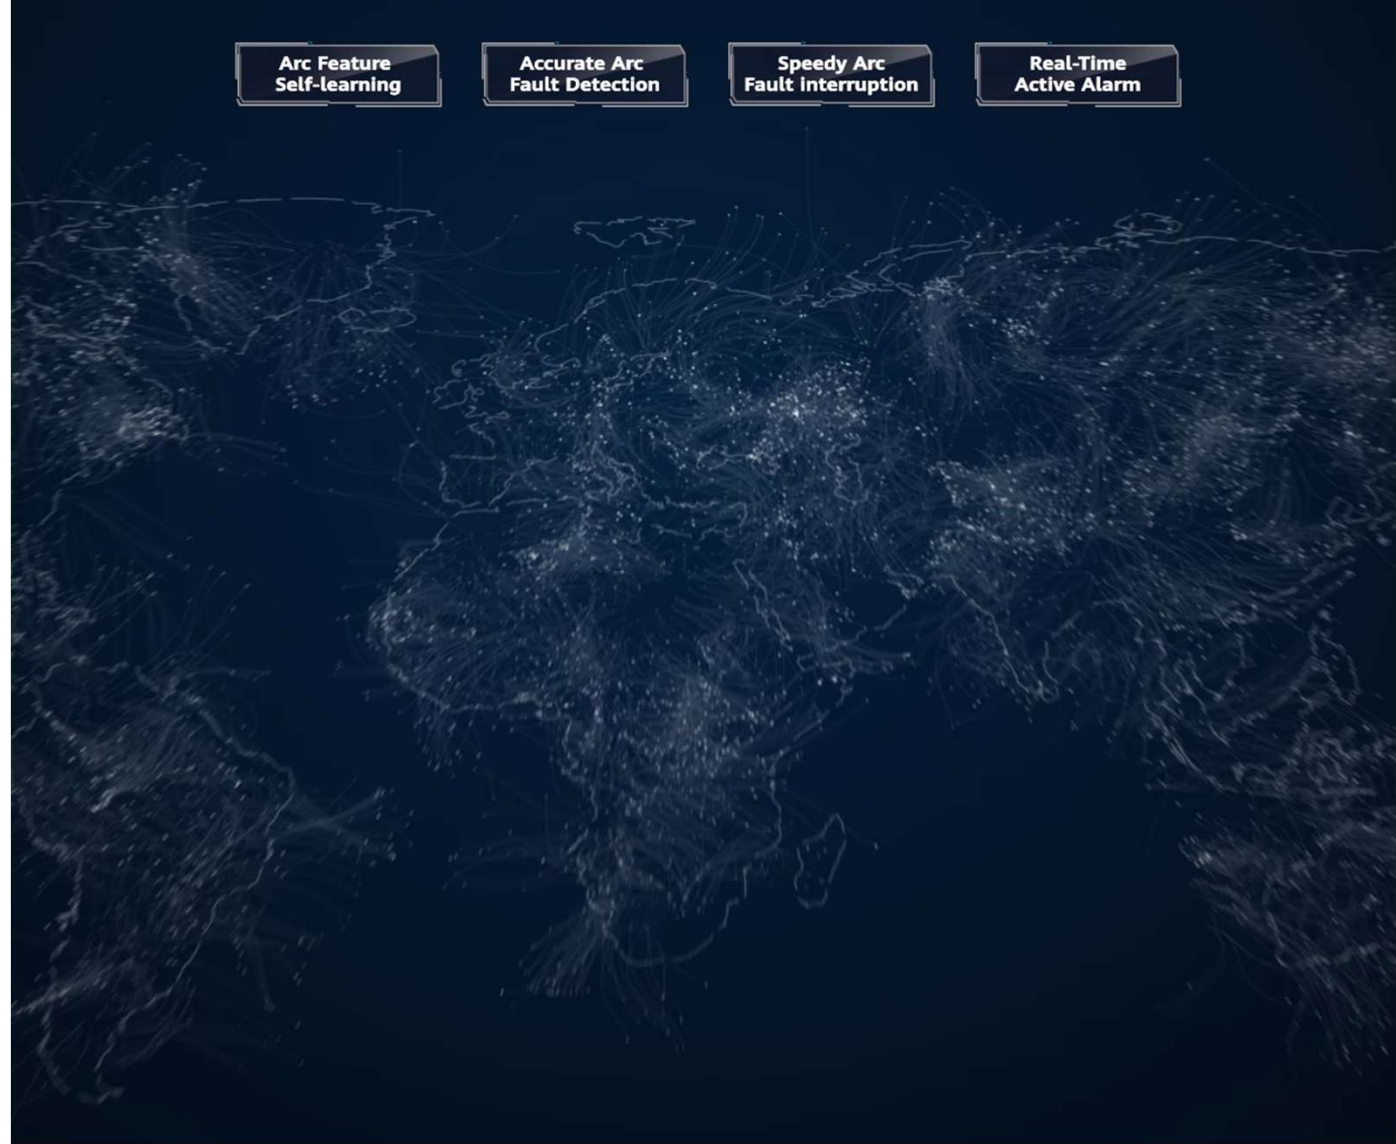 Arc Feature
Self-learning
Accurate Arc
Fault Detection
Speedy Arc
Fault interruption
Real-Time
Active Alarm